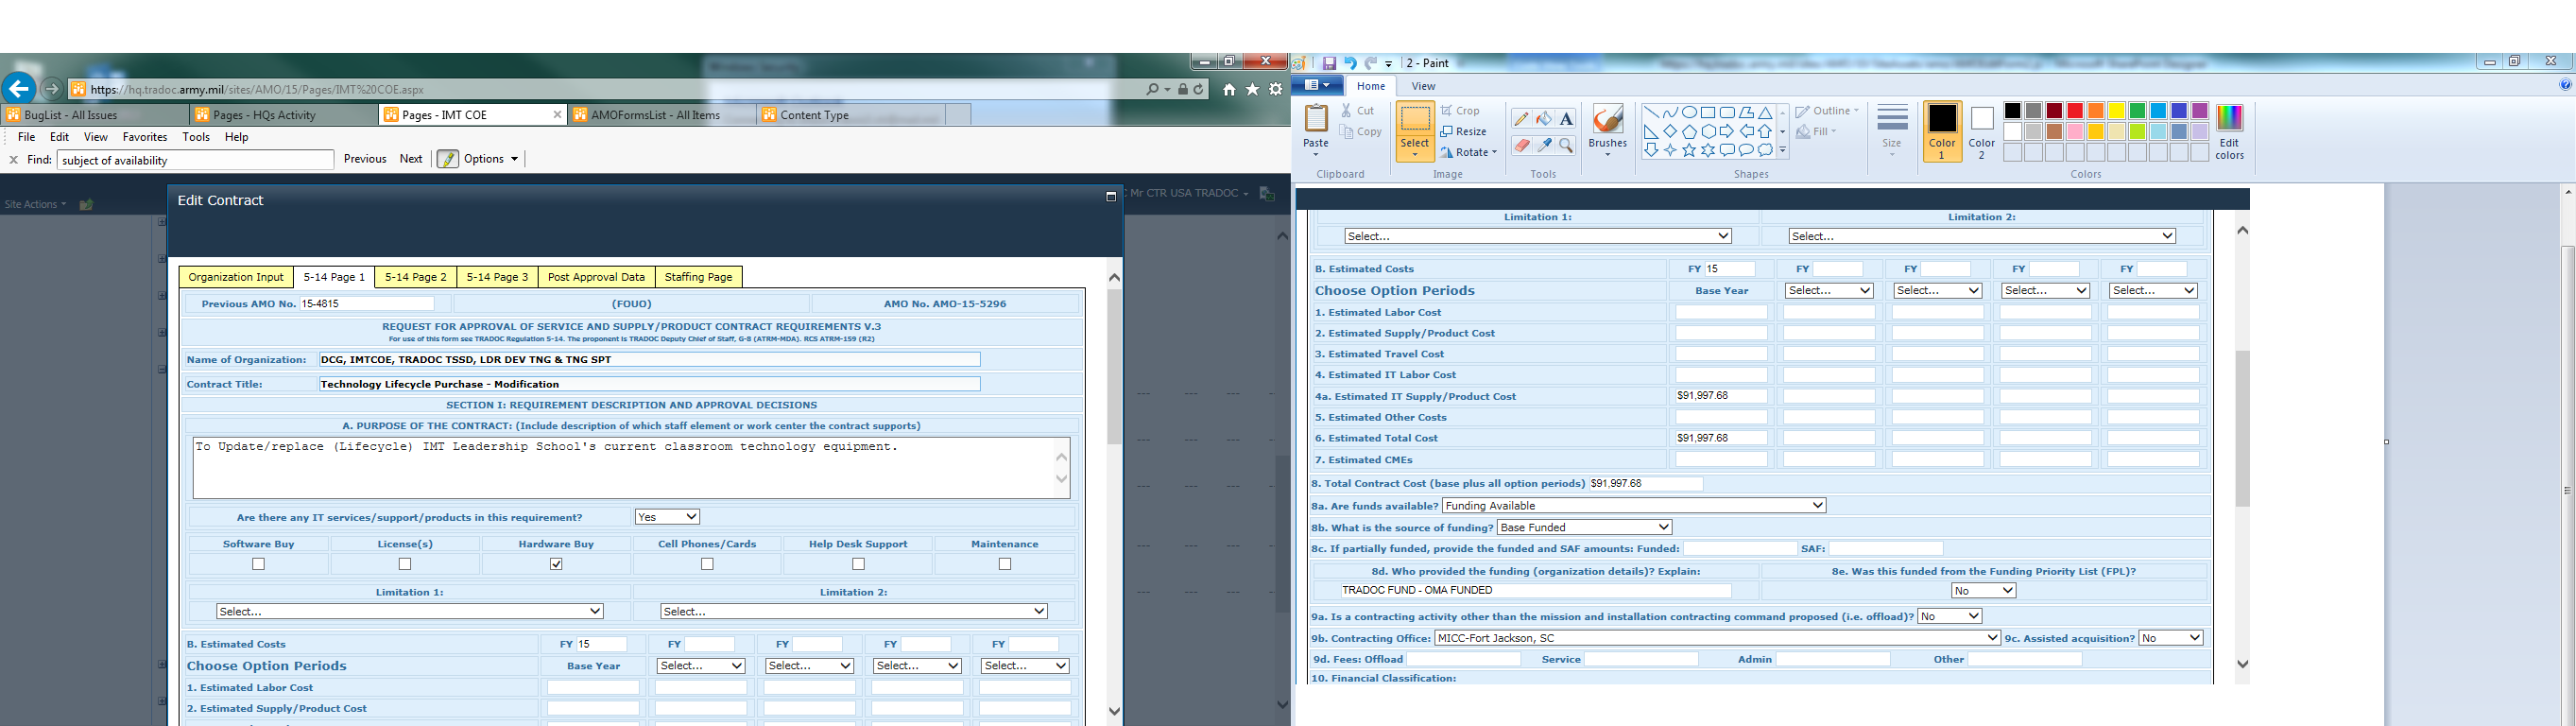 https://hq.tradoc.army.mil/sites/AMO/15/Pages/IMT%20COE.aspx
BugList - All Issues
Pages - HQs Activity
Pages - IMT COE
AMOFormsList - All Items
Content Type
File Edit View Favorites Tools Help
x Find: subject of availability Previous Next Options
Site Actions
Mr CTR USA TRADOC
Edit Contract
Organization Input
5-14 Page 1
5-14 Page 2
5-14 Page 3
Post Approval Data
Staffing Page
Previous AMO No. 15-4815 (FOUO) AMO No. AMO-15-5296
REQUEST FOR APPROVAL OF SERVICE AND SUPPLY/PRODUCT CONTRACT REQUIREMENTS V.3
For use of this form see TRADOC Regulation 5-14. The proponent is TRADOC Deputy Chief of Staff, G-8 (ATRM-MDA). RCS ATRM-159 (R2)
Name of Organization: DCG, IMTCOE, TRADOC TSSD, LDR DEV TNG & TNG SPT
Contract Title: Technology Lifecycle Purchase - Modification
SECTION I: REQUIREMENT DESCRIPTION AND APPROVAL DECISIONS
A. PURPOSE OF THE CONTRACT: (Include description of which staff element or work center the contract supports)
To Update/replace (Lifecycle) IMT Leadership School's current classroom technology equipment.
Are there any IT services/support/products in this requirement? Yes
Software Buy License(s) Hardware Buy Cell Phones/Cards Help Desk Support Maintenance
Limitation 1: Limitation 2:
Select... Select...
B. Estimated Costs FY 15 FY FY FY FY
Choose Option Periods Base Year Select... Select... Select... Select...
1. Estimated Labor Cost
2. Estimated Supply/Product Cost
2 - Paint
Home View
Paste
Cut
Copy
Clipboard
Select
Crop
Resize
Rotate
Image
A
Tools
Brushes
Outline
Fill
Shapes
Size
Color 1
Color 2
Edit colors
Colors
Limitation 1: Limitation 2:
Select... Select...
B. Estimated Costs FY 15 FY FY FY FY
Choose Option Periods Base Year Select... Select... Select... Select...
1. Estimated Labor Cost
2. Estimated Supply/Product Cost
3. Estimated Travel Cost
4. Estimated IT Labor Cost
4a. Estimated IT Supply/Product Cost $91,997.68
5. Estimated Other Costs
6. Estimated Total Cost $91,997.68
7. Estimated CMEs
8. Total Contract Cost (base plus all option periods) $91,997.68
8a. Are funds available? Funding Available
8b. What is the source of funding? Base Funded
8c. If partially funded, provide the funded and SAF amounts: Funded: SAF:
8d. Who provided the funding (organization details)? Explain: 8e. Was this funded from the Funding Priority List (FPL)?
TRADOC FUND - OMA FUNDED No
9a. Is a contracting activity other than the mission and installation contracting command proposed (i.e. offload)? No
9b. Contracting Office: MICC-Fort Jackson, SC 9c. Assisted acquisition? No
9d. Fees: Offload Service Admin Other
10. Financial Classification: